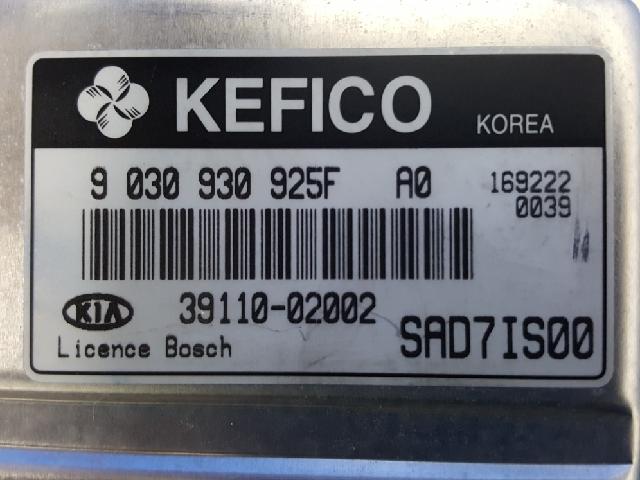 KEFICO KOREA
9 030 930 925F A0 169222
0039
KIA 39110-02002
Licence Bosch SAD7IS00